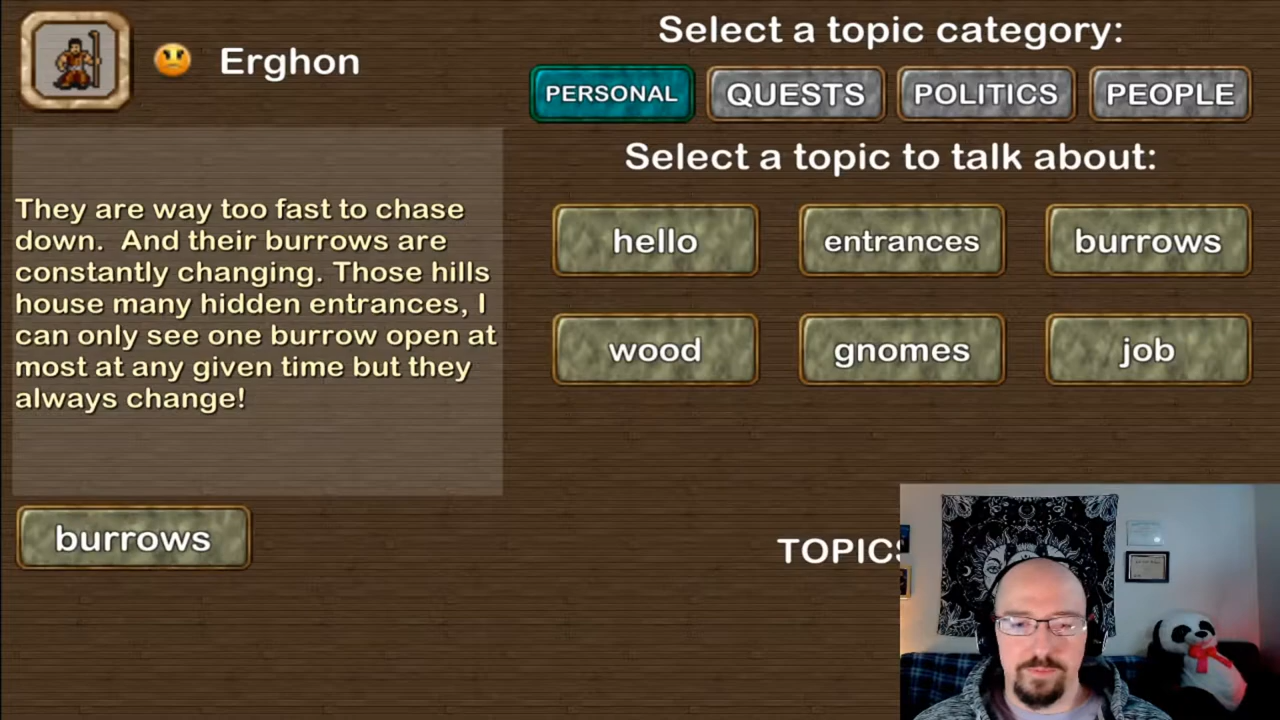 Erghon
They are way too fast to chase
down. And their burrows are
constantly changing. Those hills
house many hidden entrances, I
can only see one burrow open at
most at any given time but they
always change!
burrows
Select a topic category:
PERSONAL QUESTS POLITICS PEOPLE
Select a topic to talk about:
hello entrances burrows
wood gnomes job
TOPICS